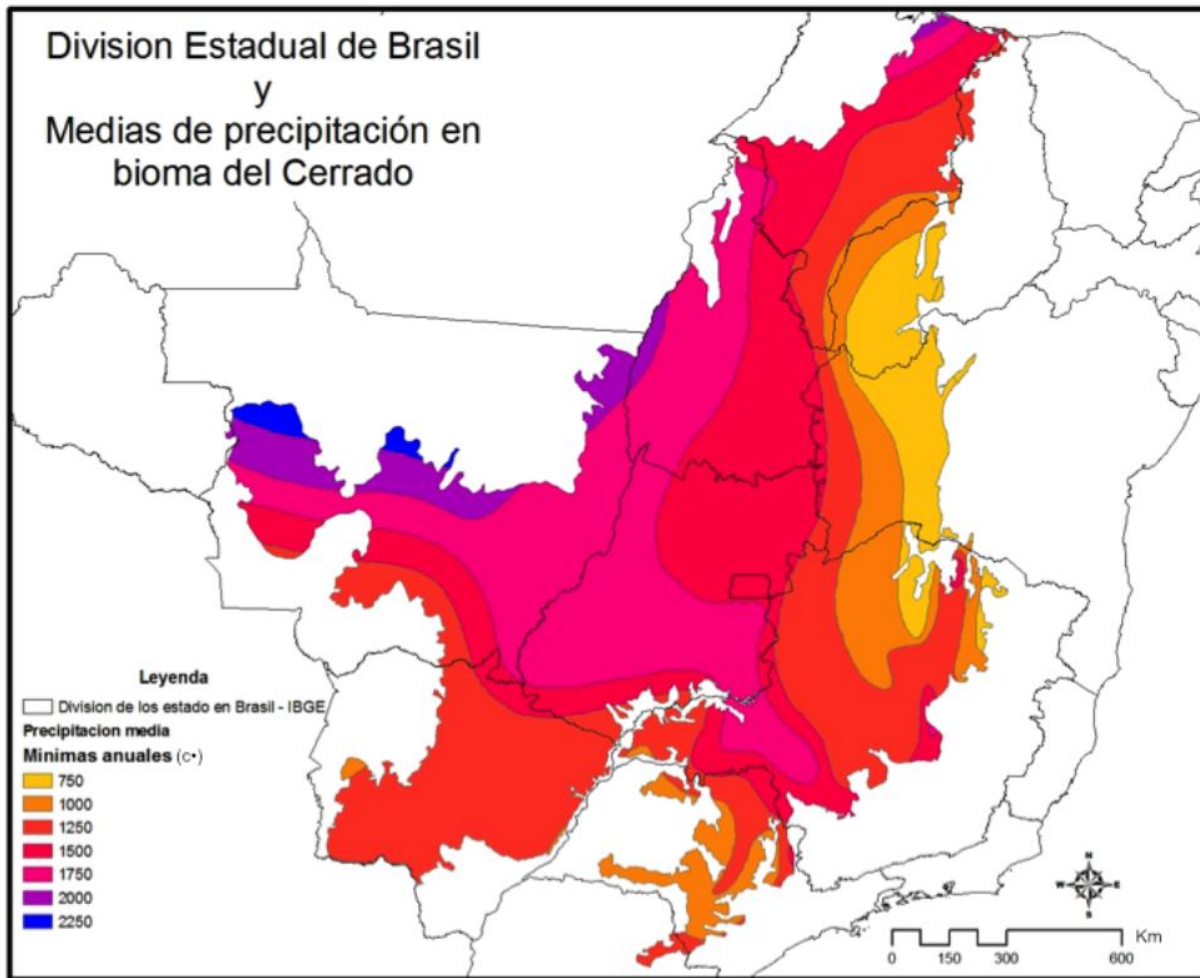 Division Estadual de Brasil
y
Medias de precipitación en
bioma del Cerrado
Leyenda
Division de los estado en Brasil - IBGE
Precipitacion media
Minimas anuales (c•)
750
1000
1250
1500
1750
2000
2250
N
W E
S
Km
0 150 300 600